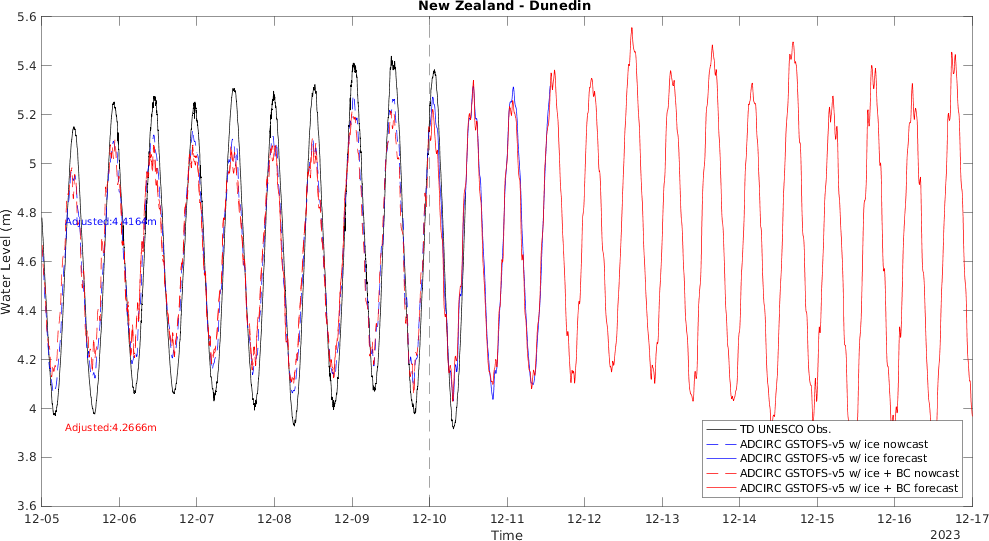 New Zealand - Dunedin
5.6
5.4
5.2
5
4.8
4.6
4.4
4.2
4
3.8
3.6
Water Level (m)
Adjusted:4.4164m
Adjusted:4.2666m
TD UNESCO Obs.
ADCIRC GSTOFS-v5 w/ ice nowcast
ADCIRC GSTOFS-v5 w/ ice forecast
ADCIRC GSTOFS-v5 w/ ice + BC nowcast
ADCIRC GSTOFS-v5 w/ ice + BC forecast
12-05 12-06 12-07 12-08 12-09 12-10 12-11 12-12 12-13 12-14 12-15 12-16 12-17
Time
2023